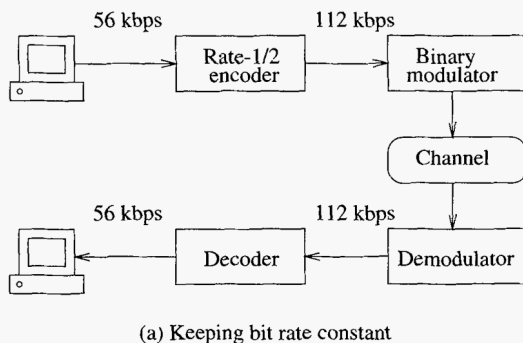 56 kbps
112 kbps
Rate-1/2
encoder
Binary
modulator
Channel
56 kbps
112 kbps
Decoder
Demodulator
(a) Keeping bit rate constant